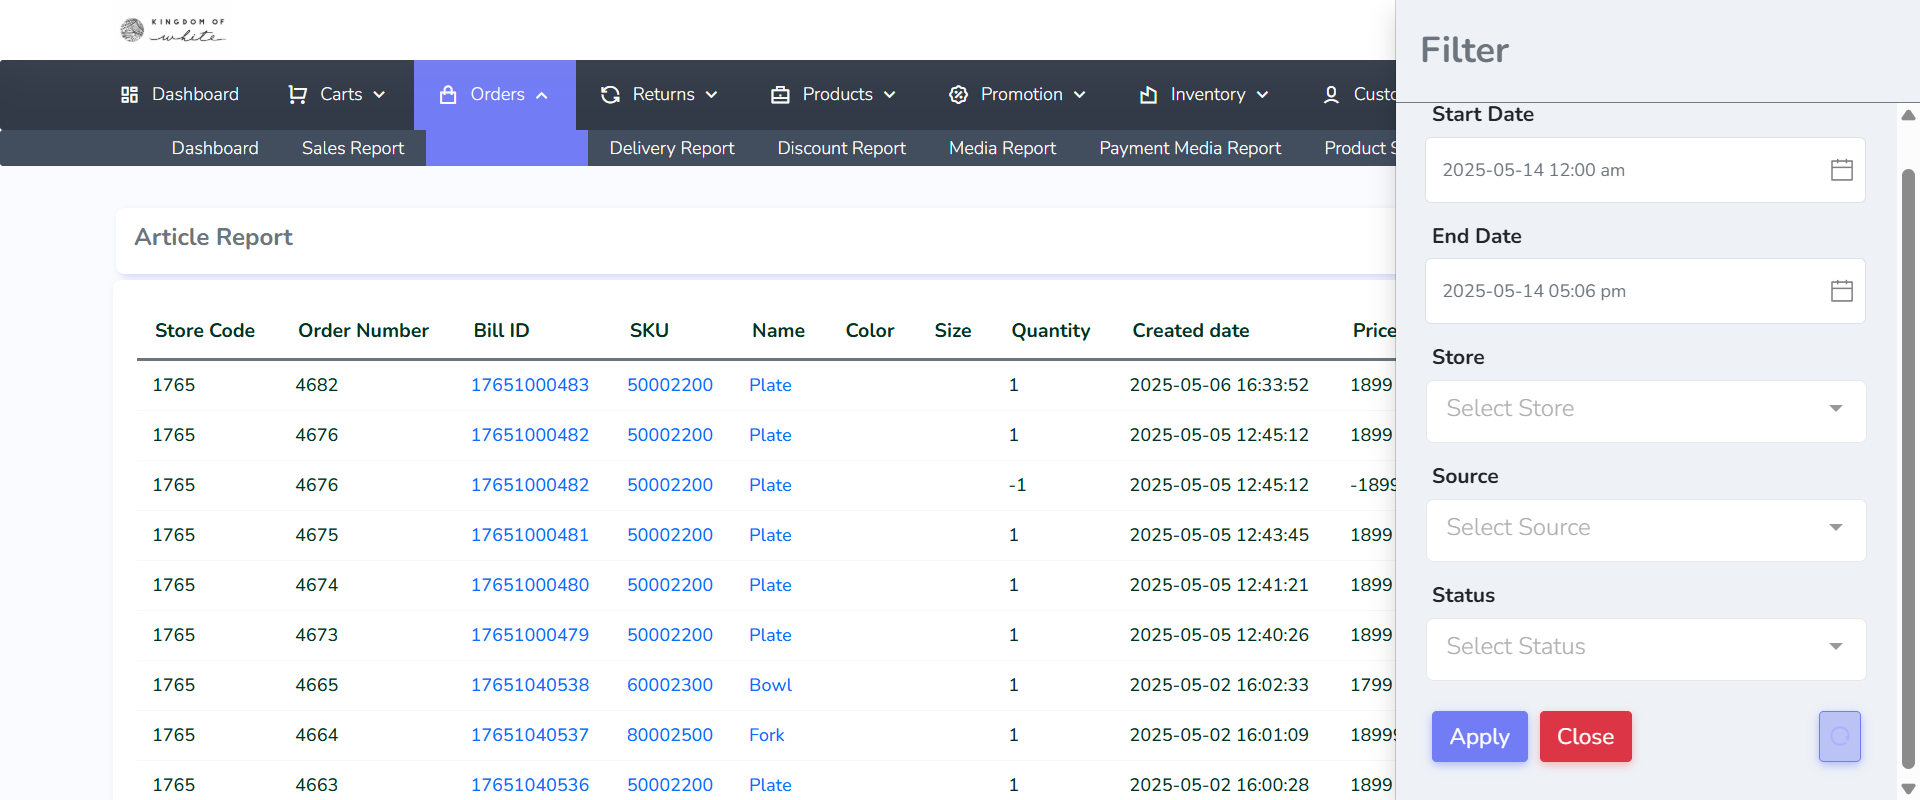 KINGDOM OF
white
Filter
Dashboard Carts Orders Returns Products Promotion Inventory Custo
Dashboard Sales Report Delivery Report Discount Report Media Report Payment Media Report Product S
Start Date
2025-05-14 12:00 am
End Date
2025-05-14 05:06 pm
Store
Select Store
Source
Select Source
Status
Select Status
Apply Close
Article Report
Store Code Order Number Bill ID SKU Name Color Size Quantity Created date Price
1765 4682 17651000483 50002200 Plate 1 2025-05-06 16:33:52 1899
1765 4676 17651000482 50002200 Plate 1 2025-05-05 12:45:12 1899
1765 4676 17651000482 50002200 Plate -1 2025-05-05 12:45:12 -1899
1765 4675 17651000481 50002200 Plate 1 2025-05-05 12:43:45 1899
1765 4674 17651000480 50002200 Plate 1 2025-05-05 12:41:21 1899
1765 4673 17651000479 50002200 Plate 1 2025-05-05 12:40:26 1899
1765 4665 17651040538 60002300 Bowl 1 2025-05-02 16:02:33 1799
1765 4664 17651040537 80002500 Fork 1 2025-05-02 16:01:09 18999
1765 4663 17651040536 50002200 Plate 1 2025-05-02 16:00:28 1899